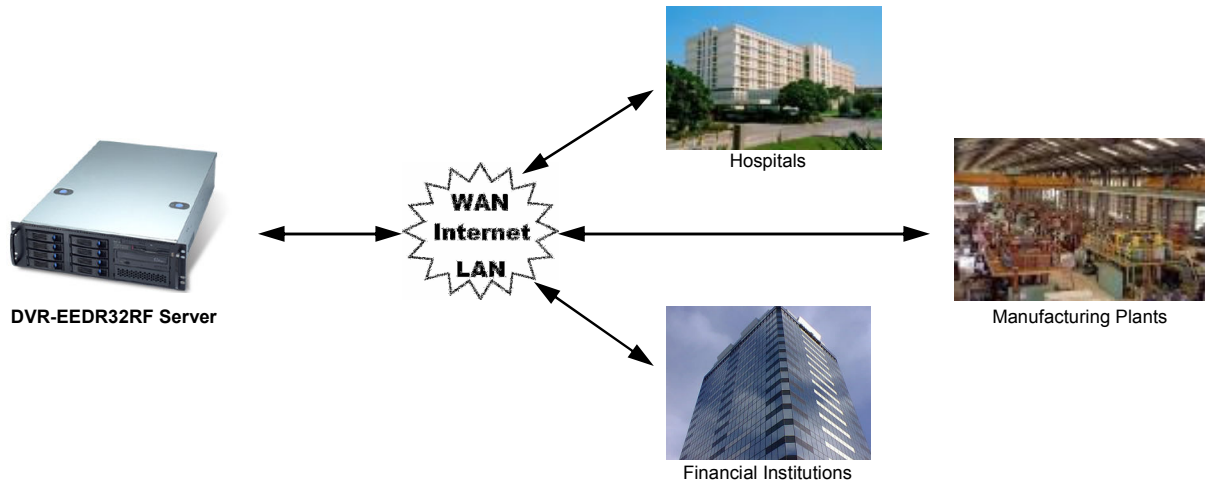 Hospitals
WAN
Internet
LAN
DVR-EEDR32RF Server
Manufacturing Plants
Financial Institutions